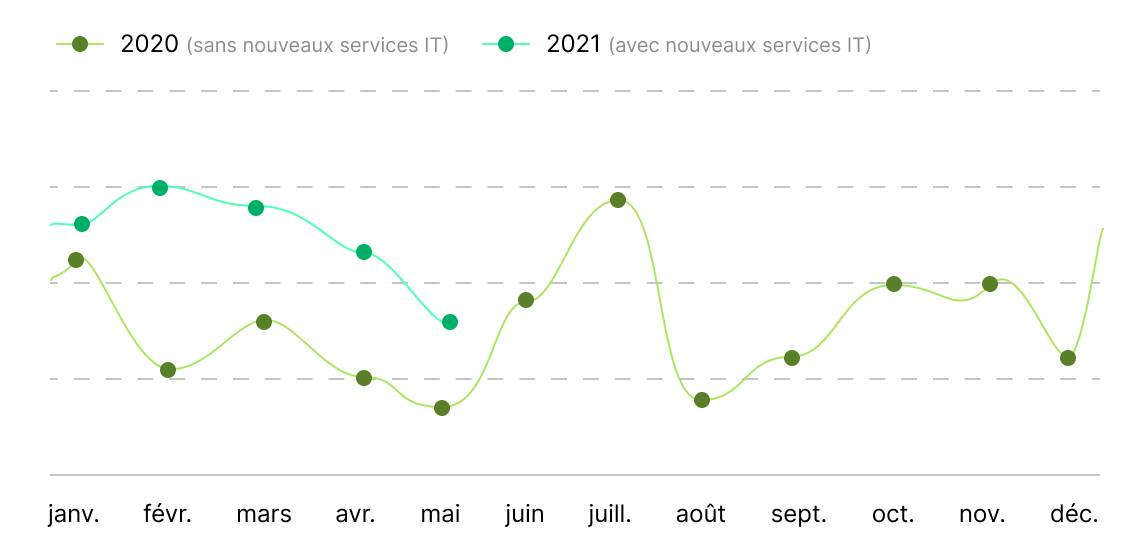 2020 (sans nouveaux services IT) 2021 (avec nouveaux services IT)
janv. févr. mars avr. mai juin juill. août sept. oct. nov. déc.